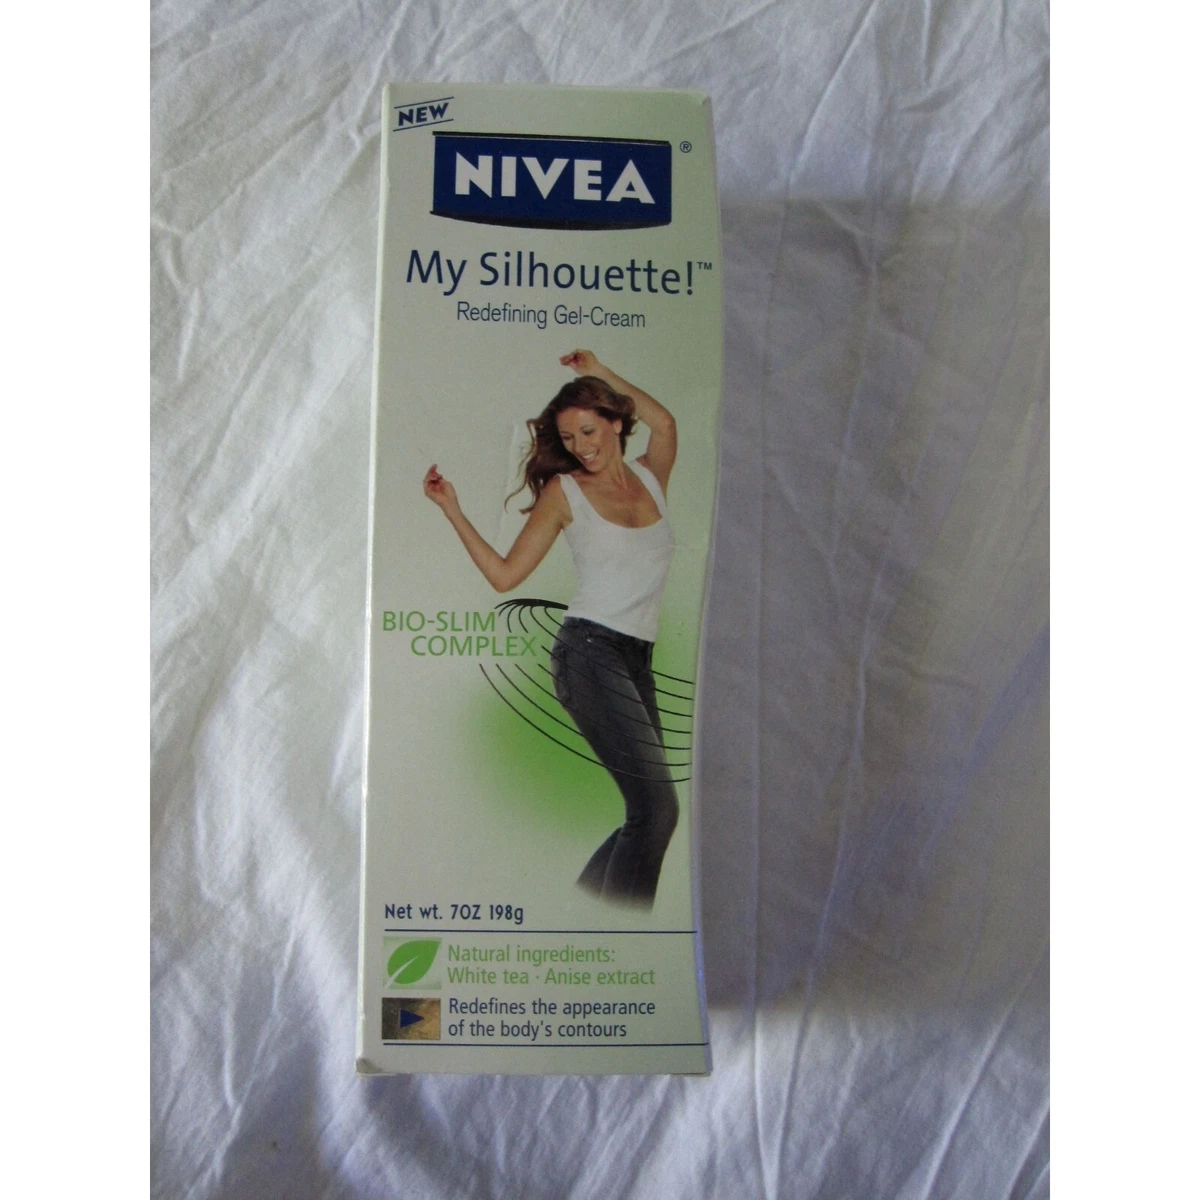 NEW
NIVEA®
My Silhouette!™
Redefining Gel-Cream
BIO-SLIM
COMPLEX
Net wt. 7OZ 198g
Natural ingredients:
White tea · Anise extract
Redefines the appearance
of the body's contours